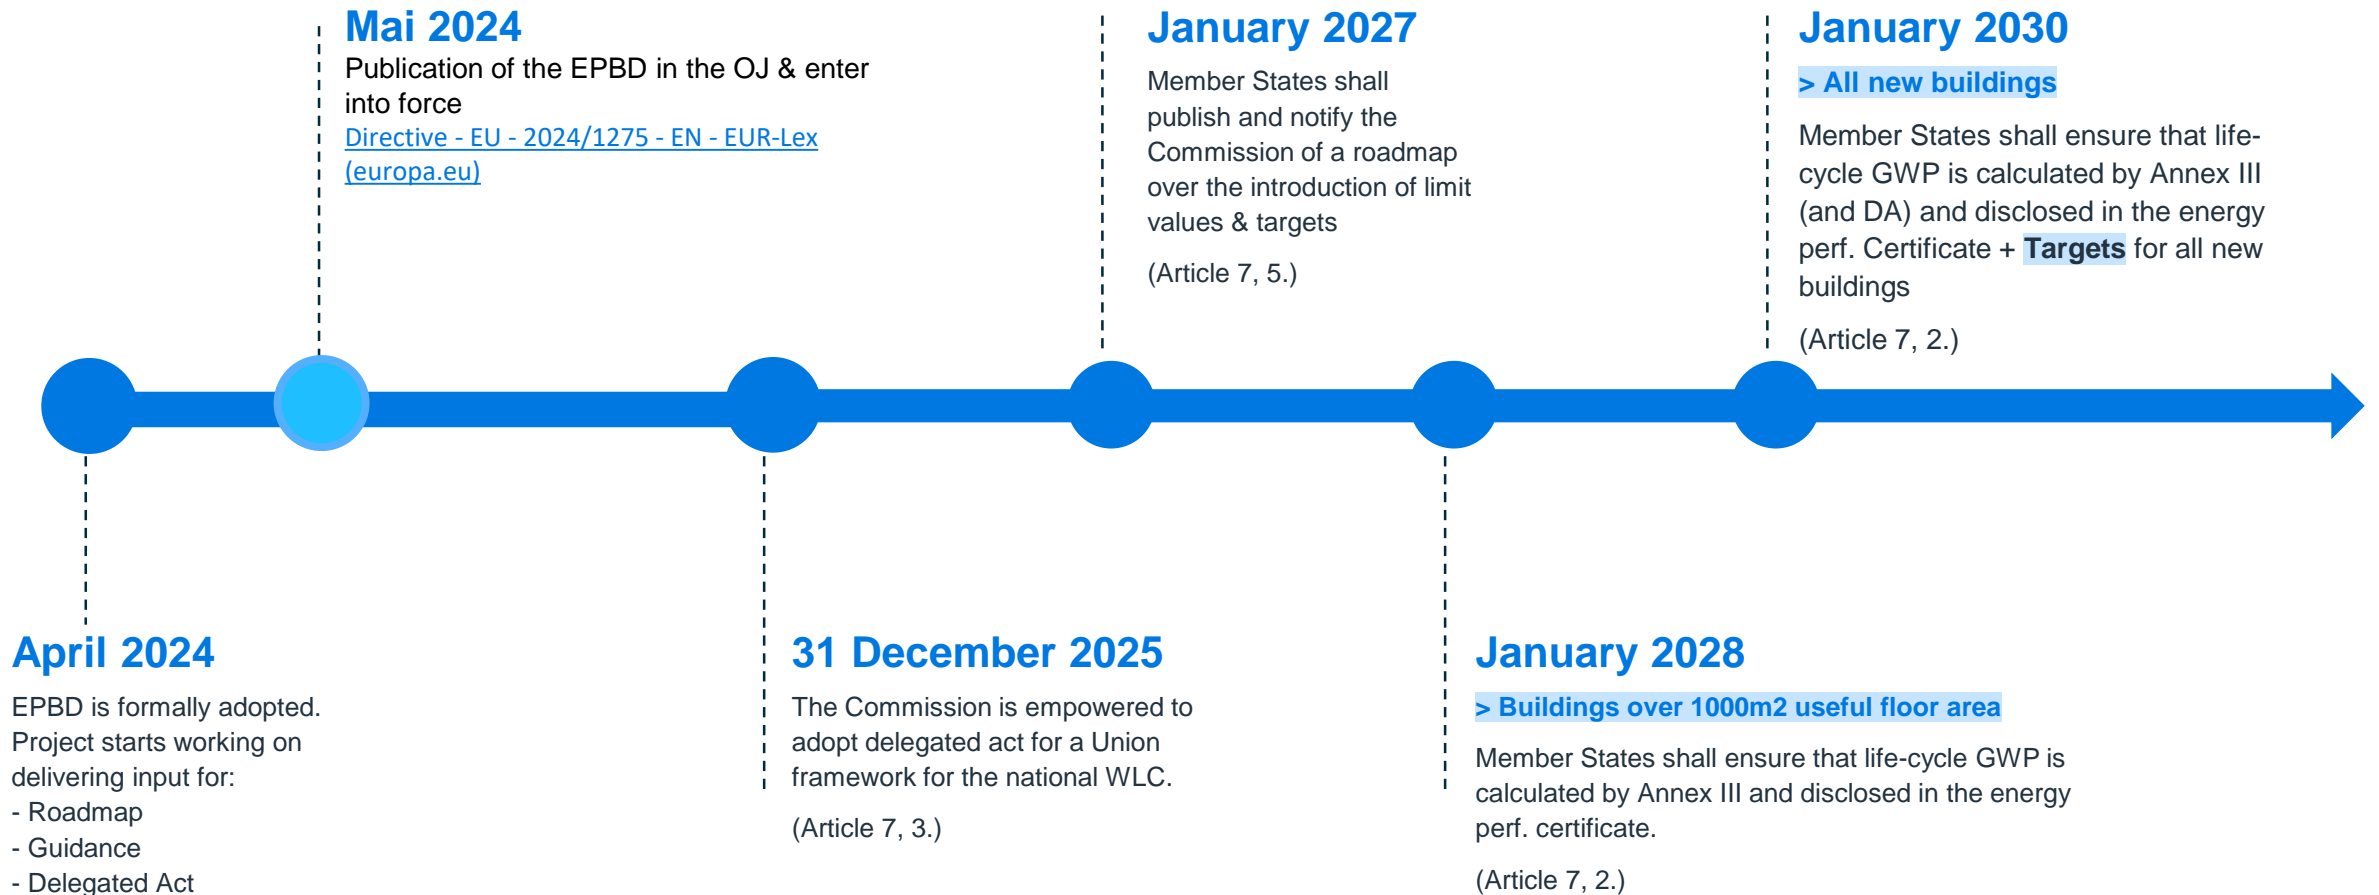 Mai 2024
Publication of the EPBD in the OJ & enter
into force
Directive - EU - 2024/1275 - EN - EUR-Lex
(europa.eu)
January 2027
Member States shall
publish and notify the
Commission of a roadmap
over the introduction of limit
values & targets
(Article 7, 5.)
January 2030
> All new buildings
Member States shall ensure that life-
cycle GWP is calculated by Annex III
(and DA) and disclosed in the energy
perf. Certificate + Targets for all new
buildings
(Article 7, 2.)
April 2024
EPBD is formally adopted.
Project starts working on
delivering input for:
- Roadmap
- Guidance
- Delegated Act
31 December 2025
The Commission is empowered to
adopt delegated act for a Union
framework for the national WLC.
(Article 7, 3.)
January 2028
> Buildings over 1000m2 useful floor area
Member States shall ensure that life-cycle GWP is
calculated by Annex III and disclosed in the energy
perf. certificate.
(Article 7, 2.)